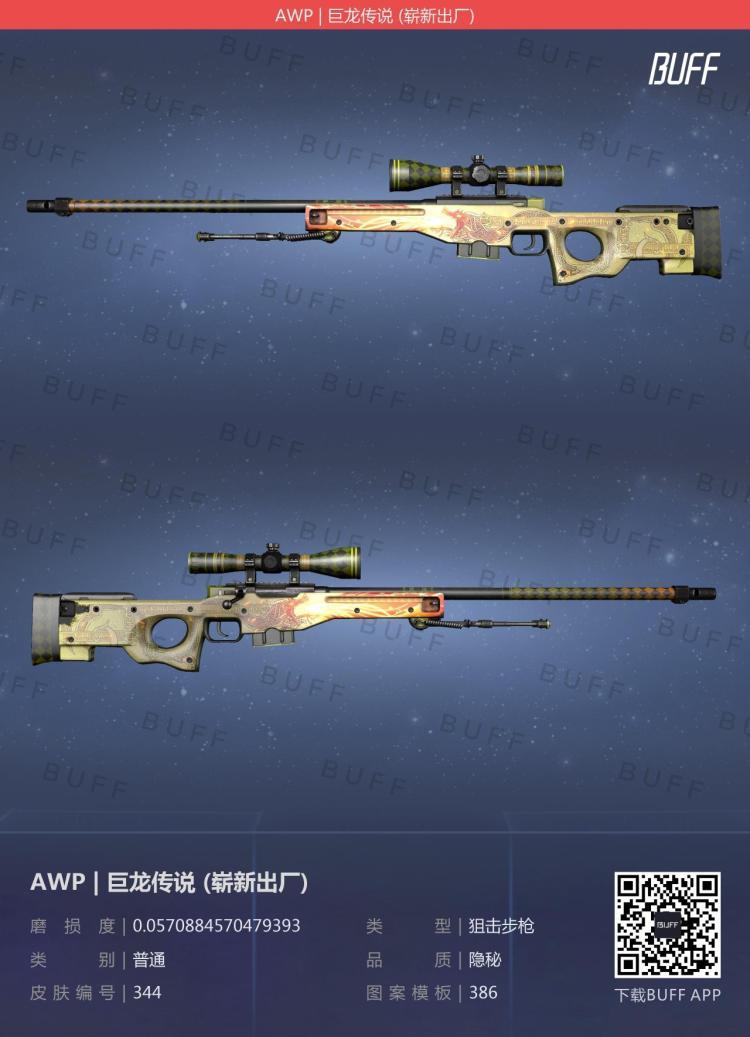 AWP | 巨龙传说 (崭新出厂)
BUFF
AWP | 巨龙传说 (崭新出厂)
磨损度 | 0.0570884570479393
类型 | 狙击步枪
类别 | 普通
品质 | 隐秘
皮肤编号 | 344
图案模板 | 386
BUFF
下载BUFF APP